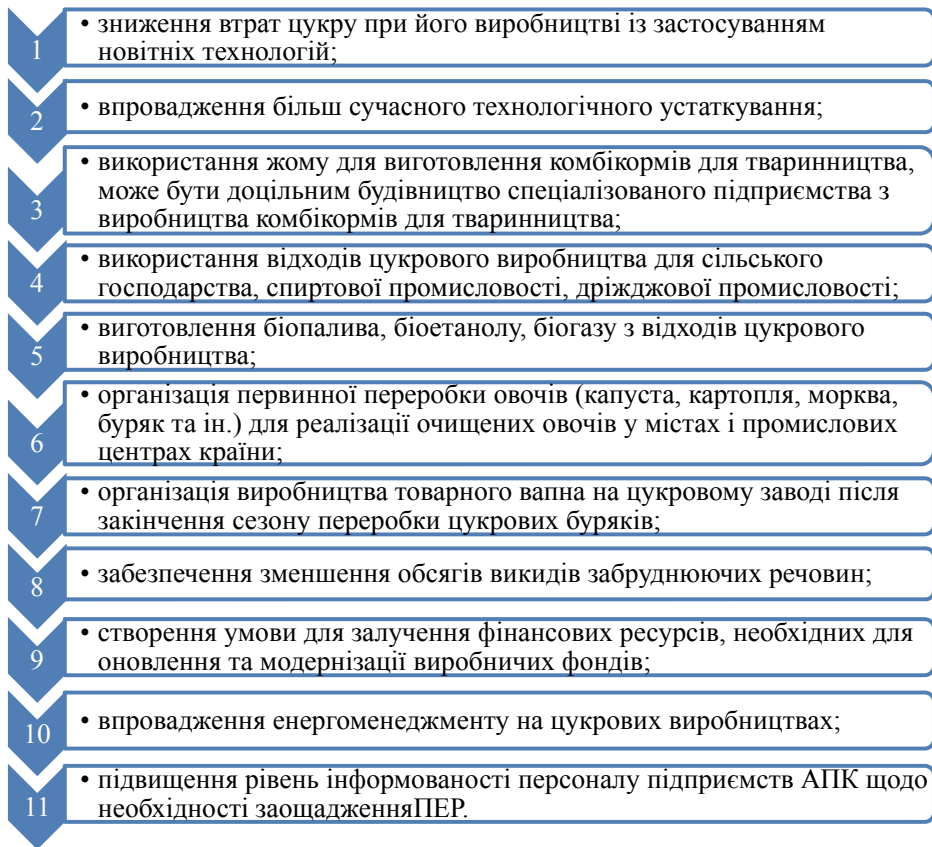 1
• зниження втрат цукру при його виробництві із застосуванням
новітніх технологій;
2
• впровадження більш сучасного технологічного устаткування;
3
• використання жому для виготовлення комбікормів для тваринництва,
може бути доцільним будівництво спеціалізованого підприємства з
виробництва комбікормів для тваринництва;
4
• використання відходів цукрового виробництва для сільського
господарства, спиртової промисловості, дріжджової промисловості;
5
• виготовлення біопалива, біоетанолу, біогазу з відходів цукрового
виробництва;
6
• організація первинної переробки овочів (капуста, картопля, морква,
буряк та ін.) для реалізації очищених овочів у містах і промислових
центрах країни;
7
• організація виробництва товарного вапна на цукровому заводі після
закінчення сезону переробки цукрових буряків;
8
• забезпечення зменшення обсягів викидів забруднюючих речовин;
9
• створення умови для залучення фінансових ресурсів, необхідних для
оновлення та модернізації виробничих фондів;
10
• впровадження енергоменеджменту на цукрових виробництвах;
11
• підвищення рівень інформованості персоналу підприємств АПК щодо
необхідності заощадженняПЕР.